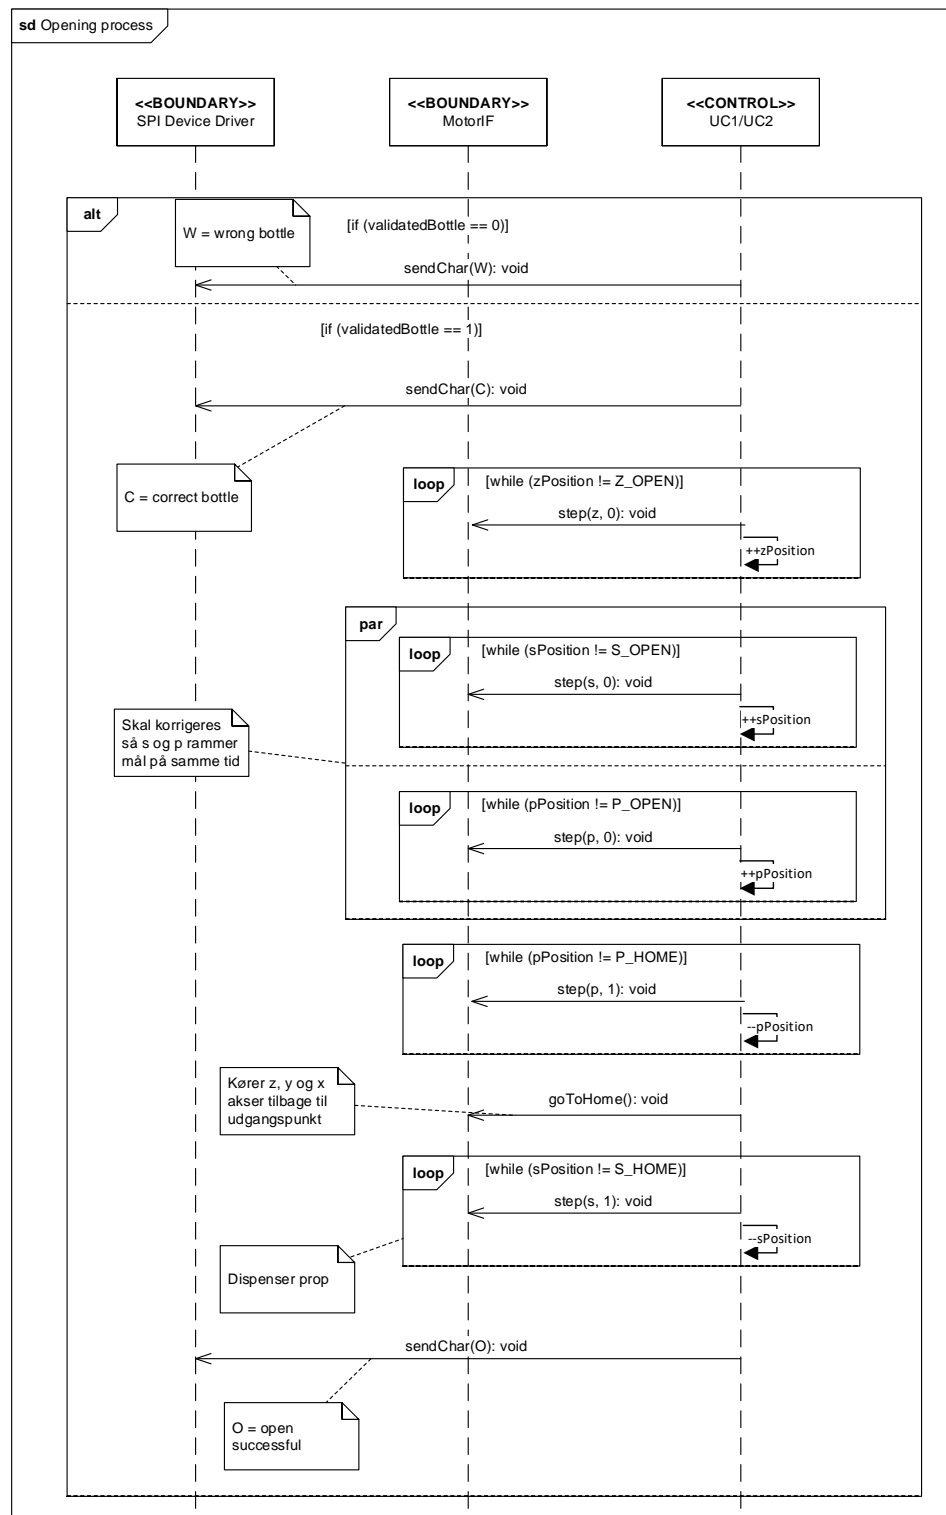 sd Opening process
<<BOUNDARY>>
SPI Device Driver
<<BOUNDARY>>
MotorIF
<<CONTROL>>
UC1/UC2
alt
W = wrong bottle
[if (validatedBottle == 0)]
sendChar(W): void
[if (validatedBottle == 1)]
sendChar(C): void
C = correct bottle
loop
[while (zPosition != Z_OPEN)]
step(z, 0): void
++zPosition
par
loop
[while (sPosition != S_OPEN)]
step(s, 0): void
++sPosition
Skal korrigeres
så s og p rammer
mål på samme tid
loop
[while (pPosition != P_OPEN)]
step(p, 0): void
++pPosition
loop
[while (pPosition != P_HOME)]
step(p, 1): void
--pPosition
Kører z, y og x
akser tilbage til
udgangspunkt
goToHome(): void
loop
[while (sPosition != S_HOME)]
step(s, 1): void
--sPosition
Dispenser prop
sendChar(O): void
O = open
successful